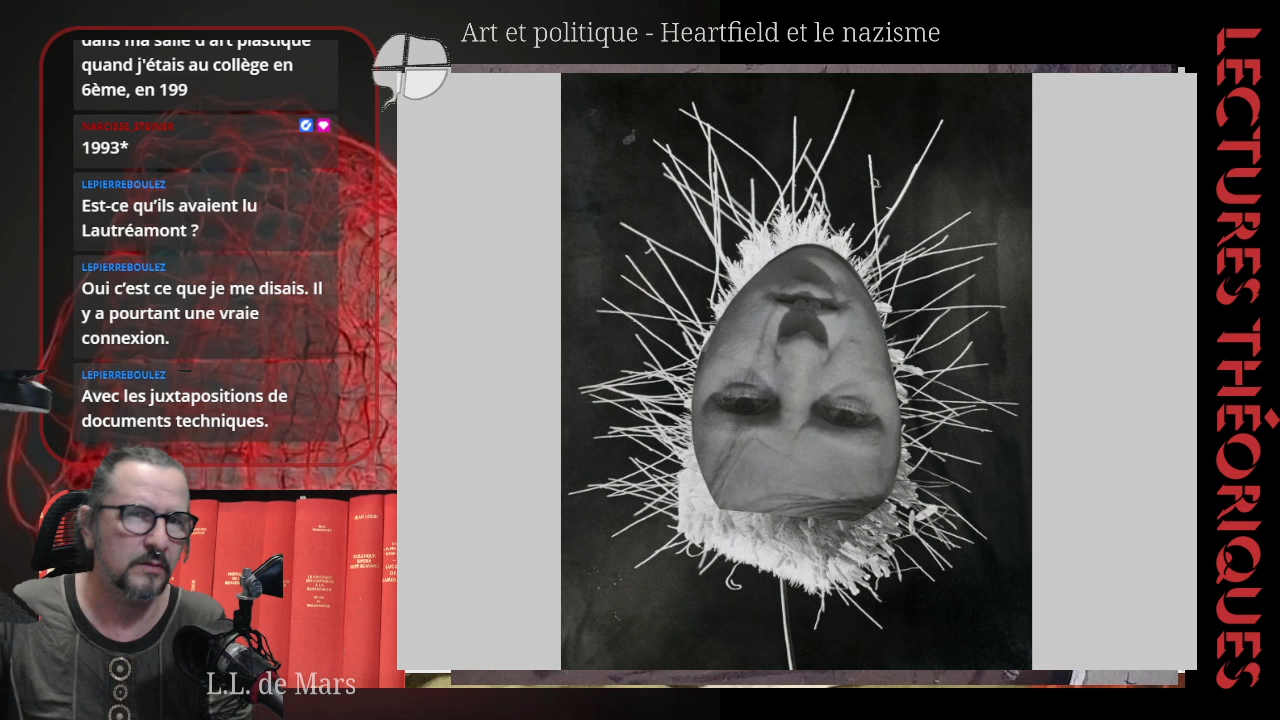 Art et politique - Heartfield et le nazisme
dans ma salle d'art plastique
quand j'étais au collège en
6ème, en 199
NARCISSE_STEINER
1993*
LEPIERREBOULEZ
Est-ce qu'ils avaient lu
Lautréamont ?
LEPIERREBOULEZ
Oui c'est ce que je me disais. Il
y a pourtant une vraie
connexion.
LEPIERREBOULEZ
Avec les juxtapositions de
documents techniques.
L.L. de Mars
LECTURES THÉORIQUES